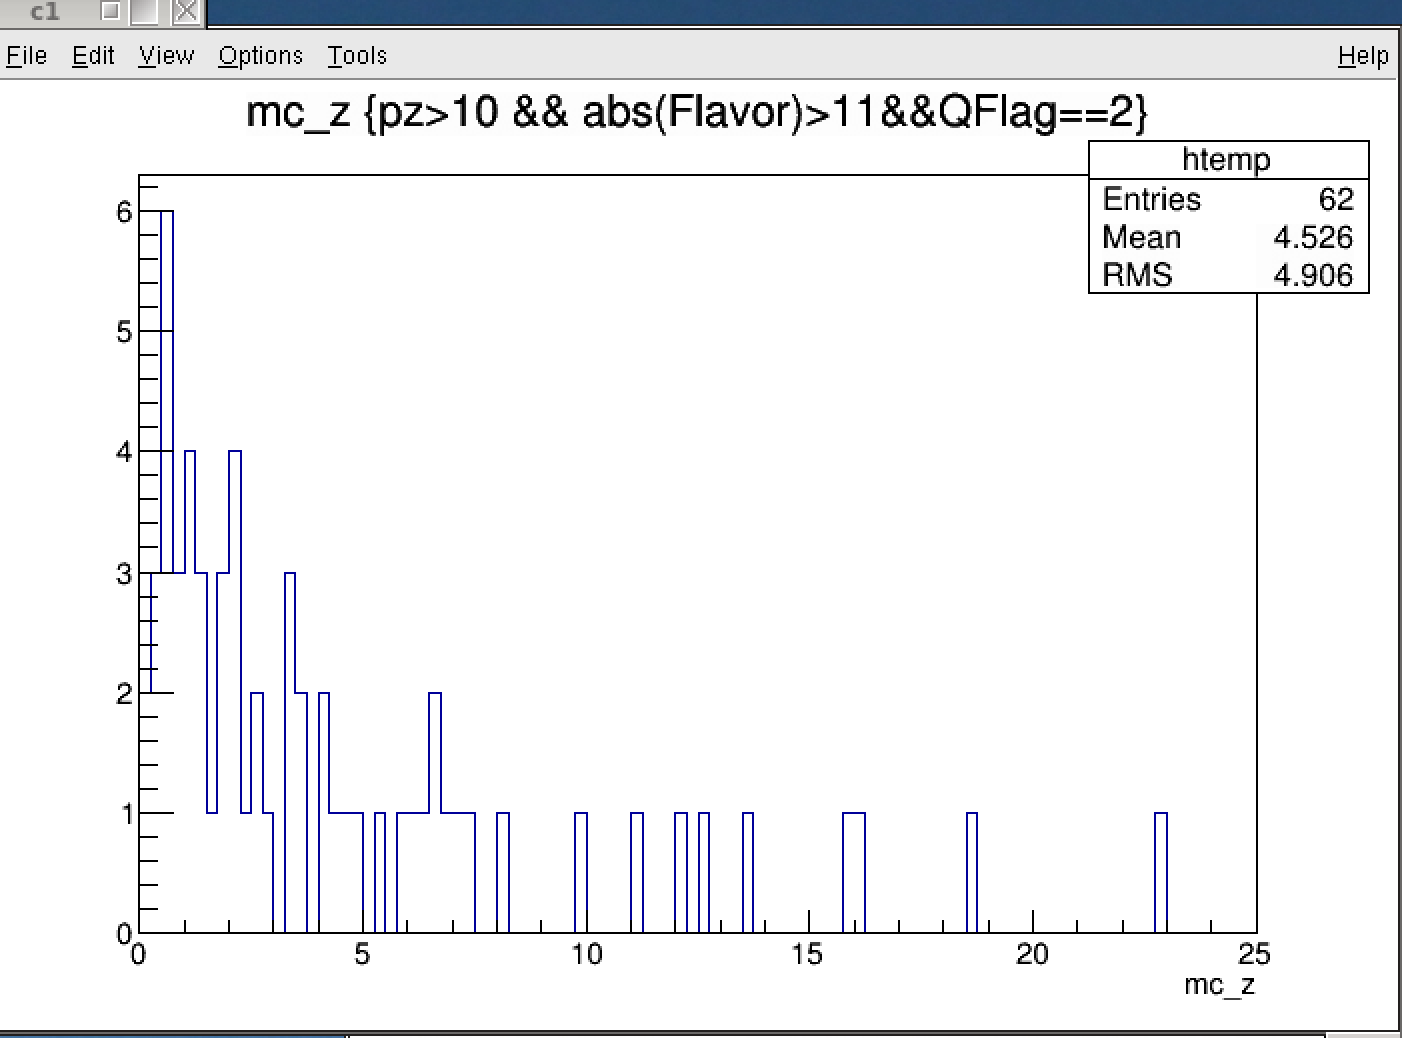 c1
File Edit View Options Tools Help
mc_z {pz>10 && abs(Flavor)>11&&QFlag==2}
htemp
Entries 62
Mean 4.526
RMS 4.906
6
5
4
3
2
1
0
0 5 10 15 20 25
mc_z